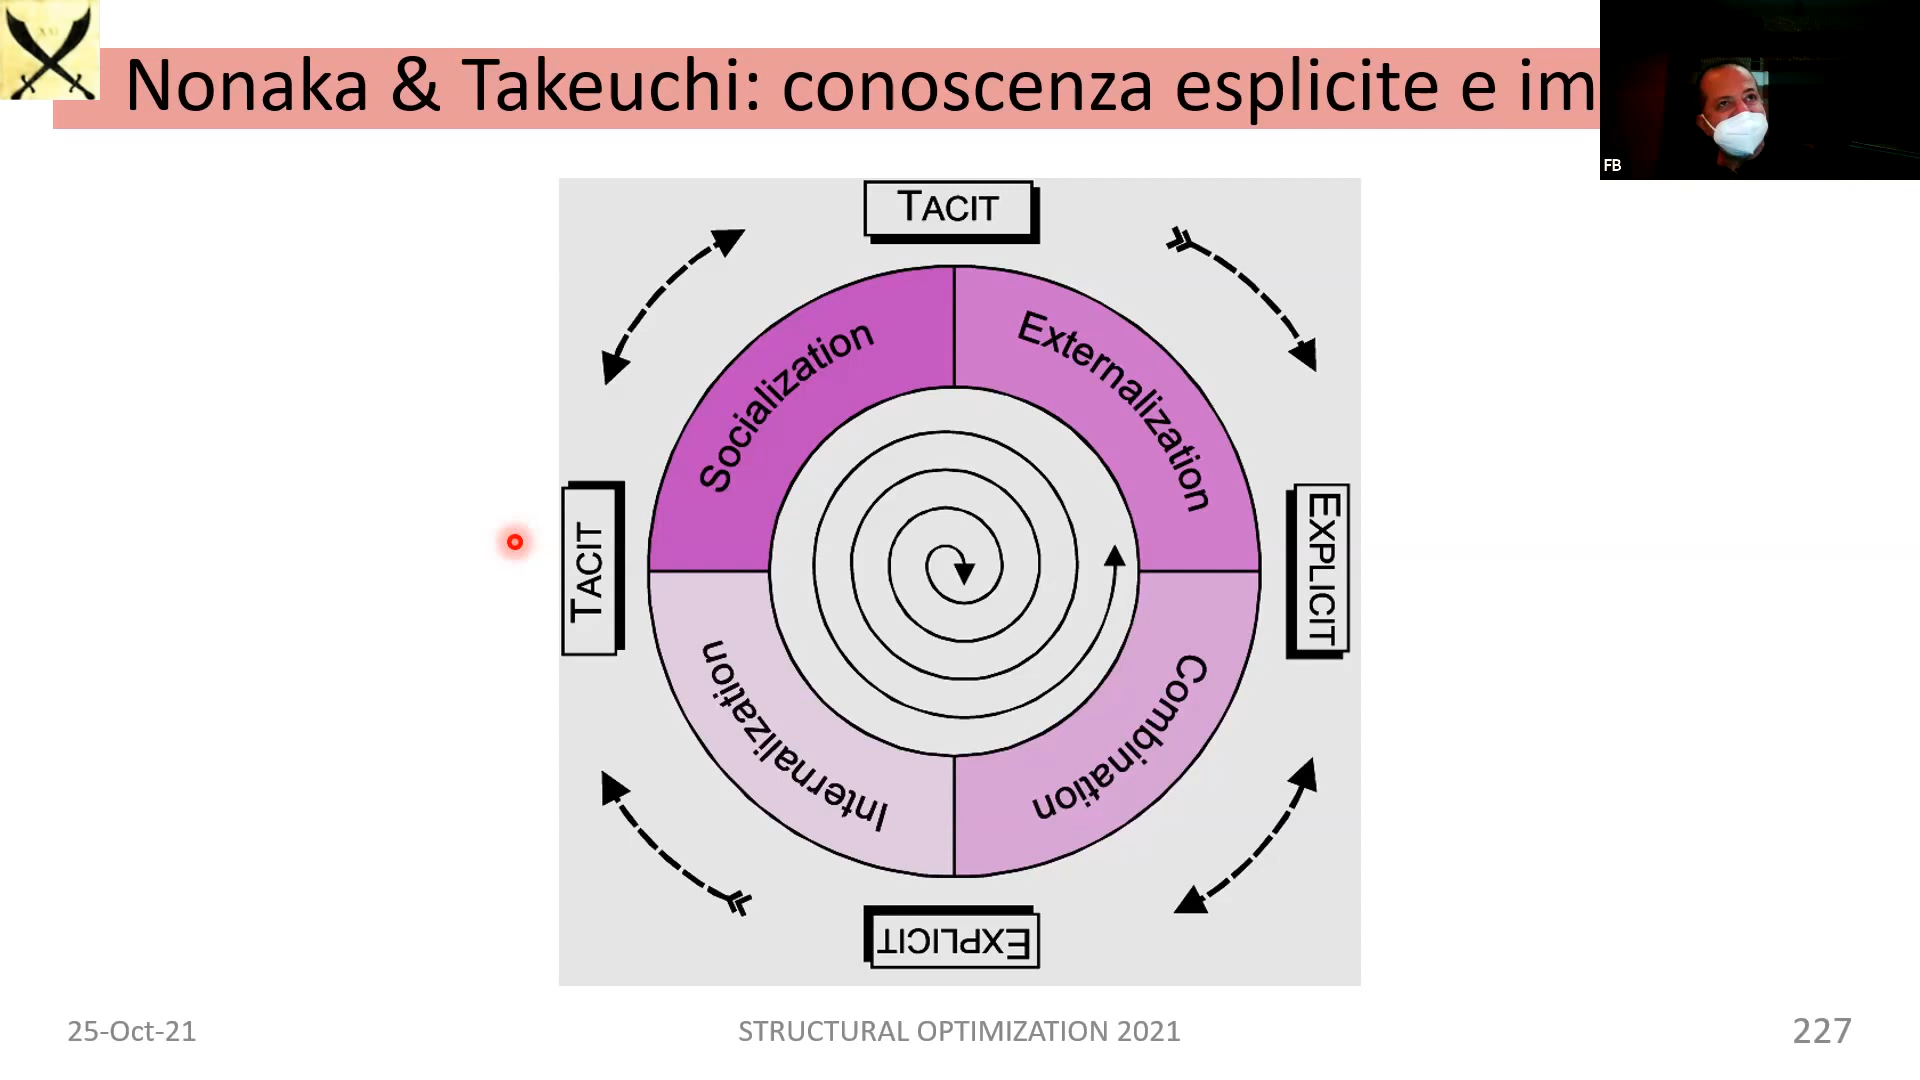 Nonaka & Takeuchi: conoscenza esplicite e im
FB
TACIT
Socialization
Externalization
TACIT
EXPLICIT
Internalization
Combination
EXPLICIT
25-Oct-21
STRUCTURAL OPTIMIZATION 2021
227